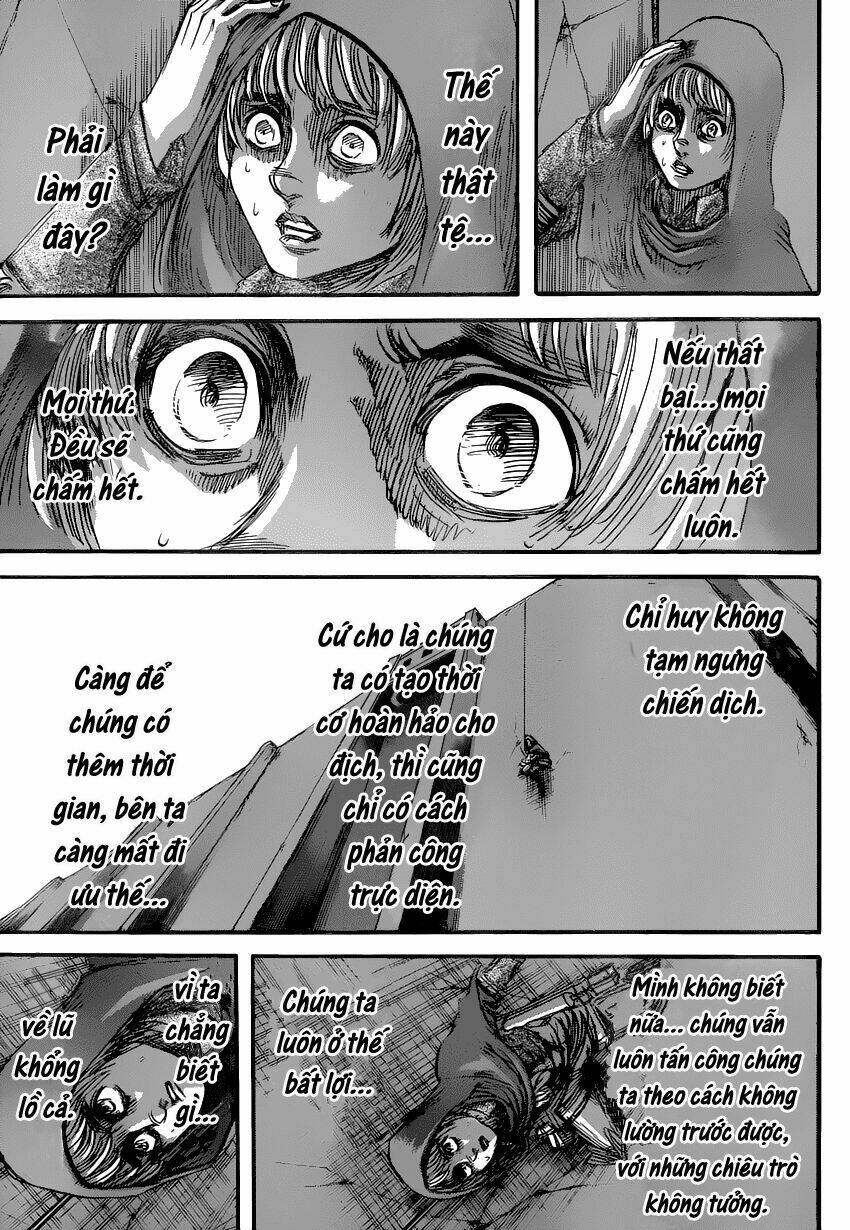 Thế
này
thật
tệ...
Phải
làm gì
đây?
Nếu thất
bại... mọi
thứ cũng
chấm hết
luôn.
Mọi thứ.
Đều sẽ
chấm hết.
Chỉ huy không
tạm ngưng
chiến dịch.
Cứ cho là chúng
ta có tạo thời
cơ hoàn hảo cho
địch, thì cũng
chỉ có cách
phản công
trực diện.
Càng để
chúng có
thêm thời
gian, bên ta
càng mất đi
ưu thế...
Mình không biết
nữa... chúng vẫn
luôn tấn công chúng
ta theo cách không
lường trước được,
với những chiêu trò
không tưởng.
Chúng ta
luôn ở thế
bất lợi...
vì ta
chẳng
biết
gì...
về lũ
khổng
lồ cả.